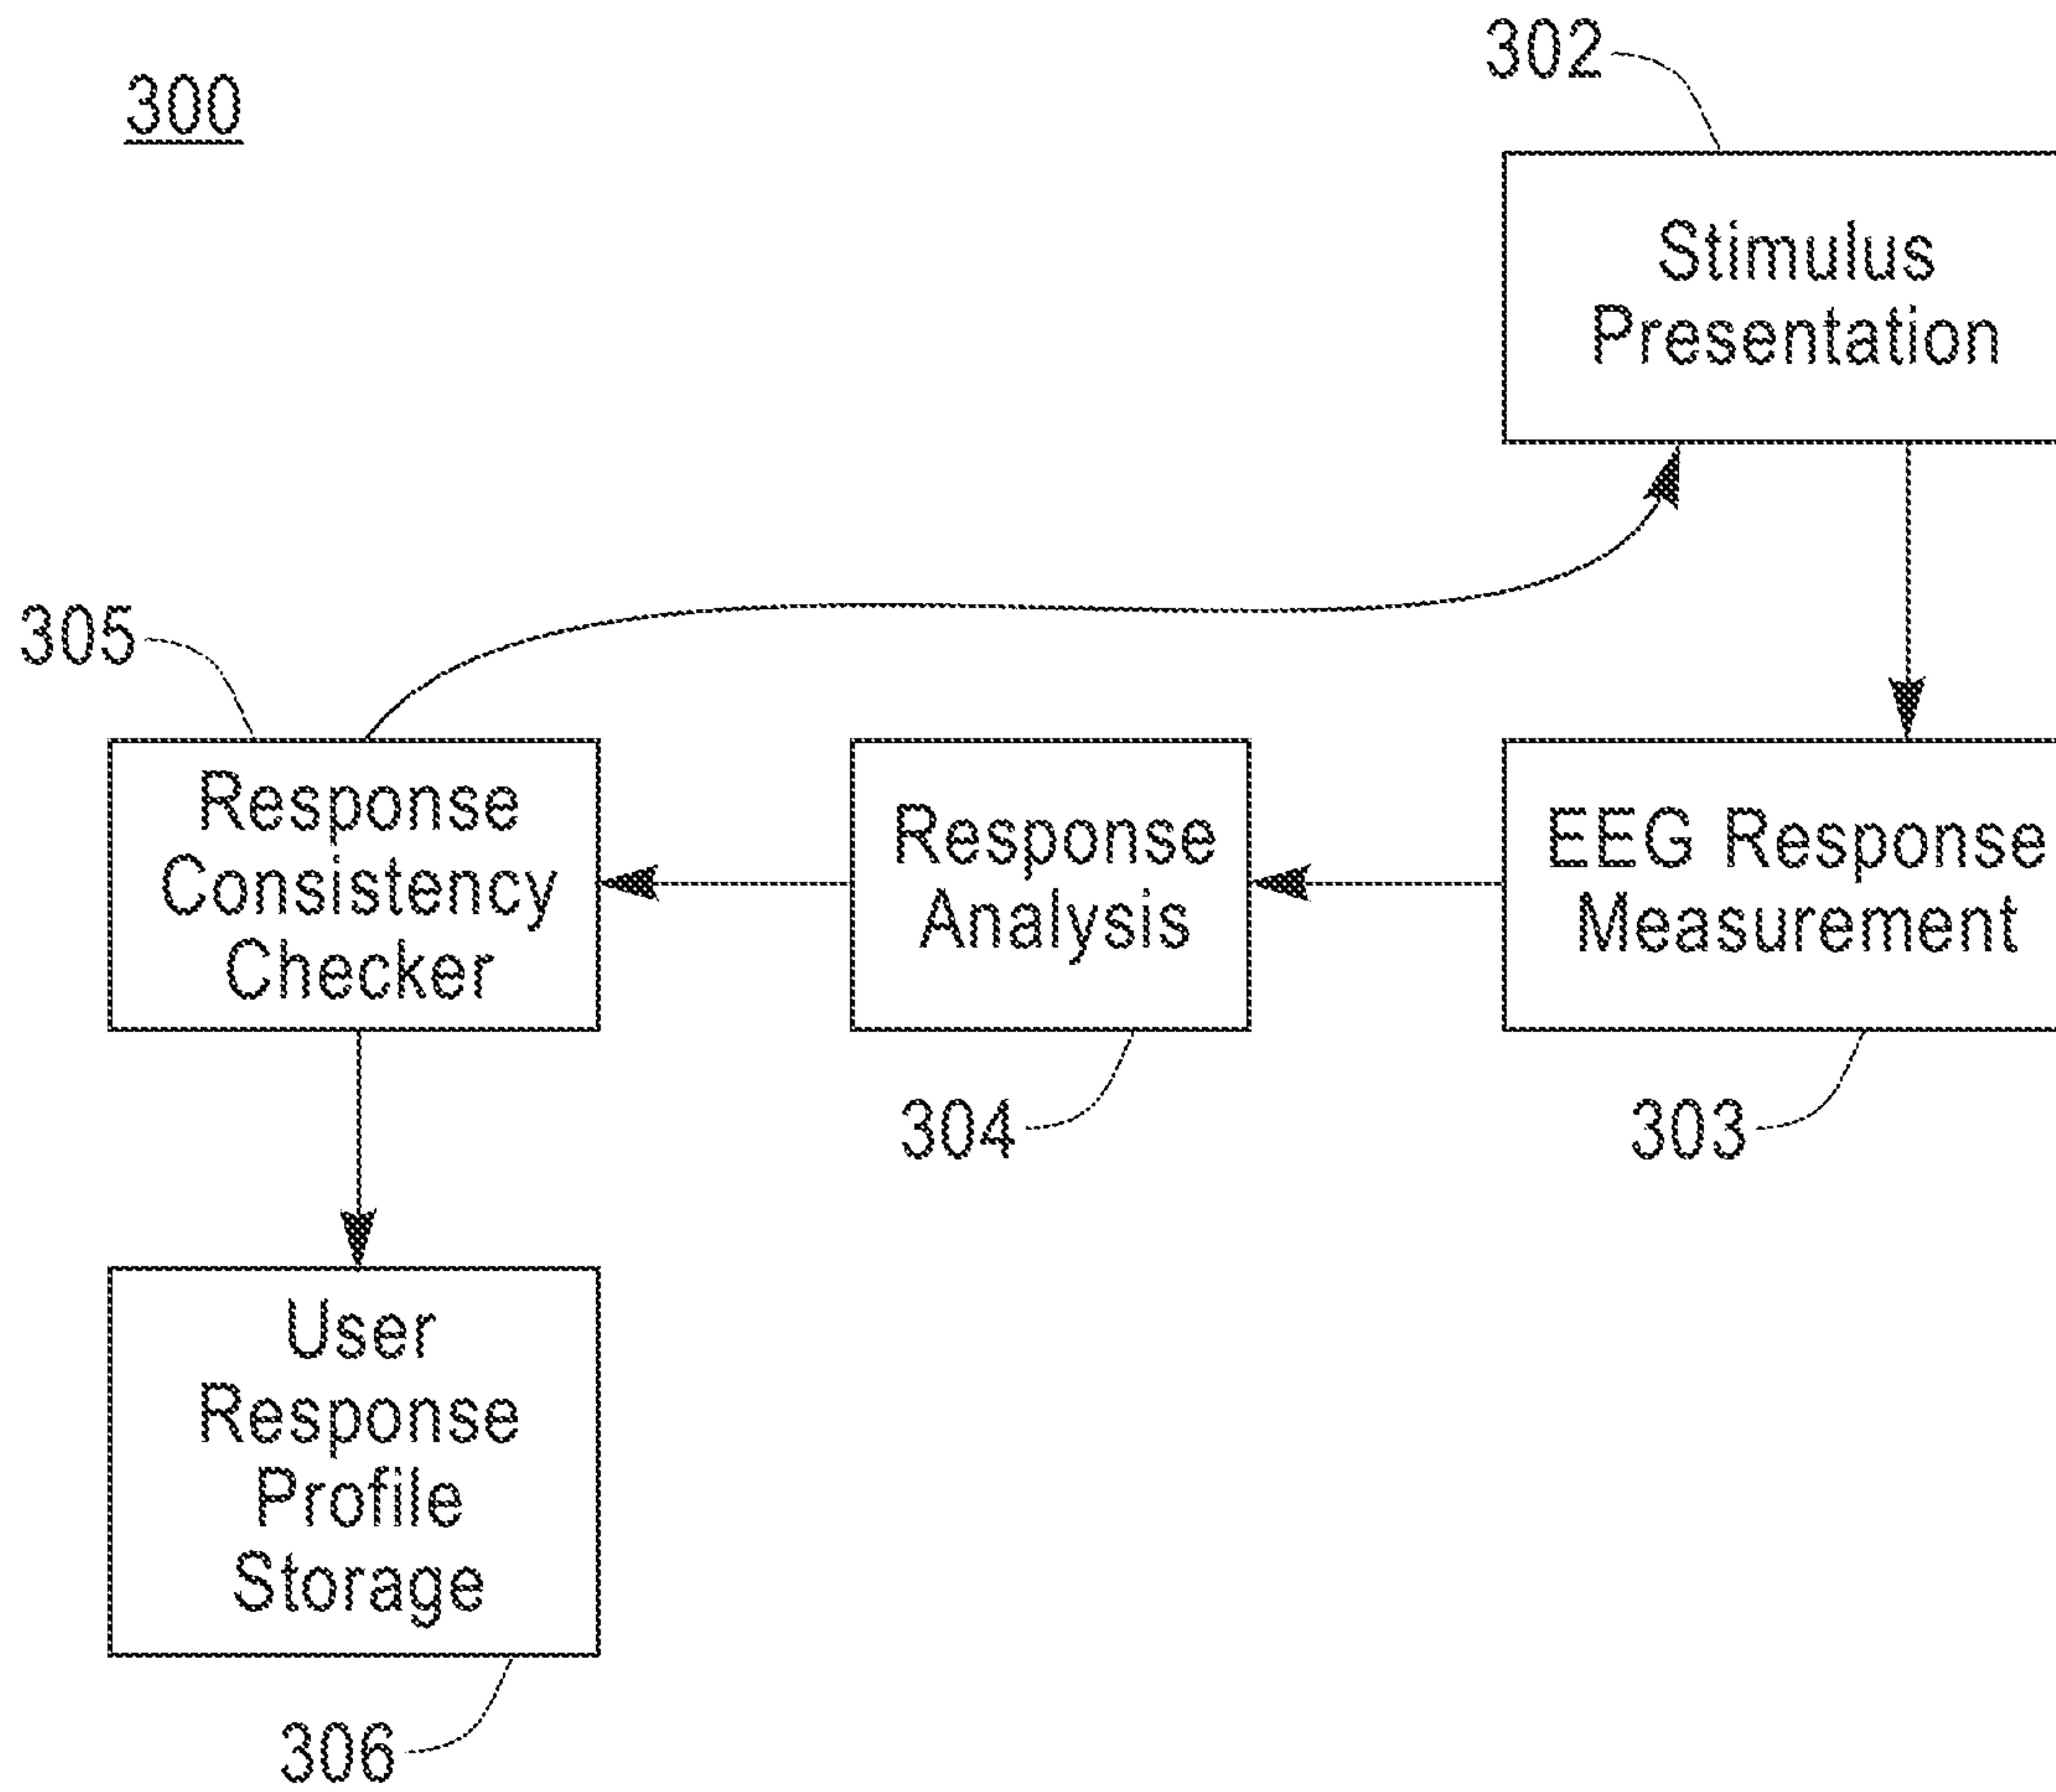 300
302
Stimulus
Presentation
305
Response
Consistency
Checker
Response
Analysis
EEG Response
Measurement
304
303
User
Response
Profile
Storage
306